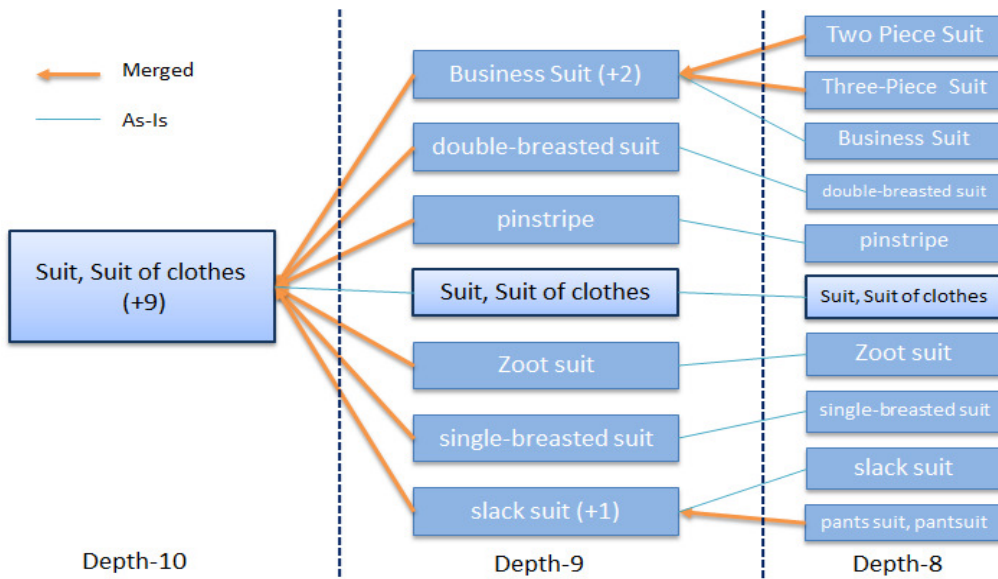 Merged
As-Is
Suit, Suit of clothes
(+9)
Depth-10
Business Suit (+2)
double-breasted suit
pinstripe
Suit, Suit of clothes
Zoot suit
single-breasted suit
slack suit (+1)
Depth-9
Two Piece Suit
Three-Piece Suit
Business Suit
double-breasted suit
pinstripe
Suit, Suit of clothes
Zoot suit
single-breasted suit
slack suit
pants suit, pantsuit
Depth-8